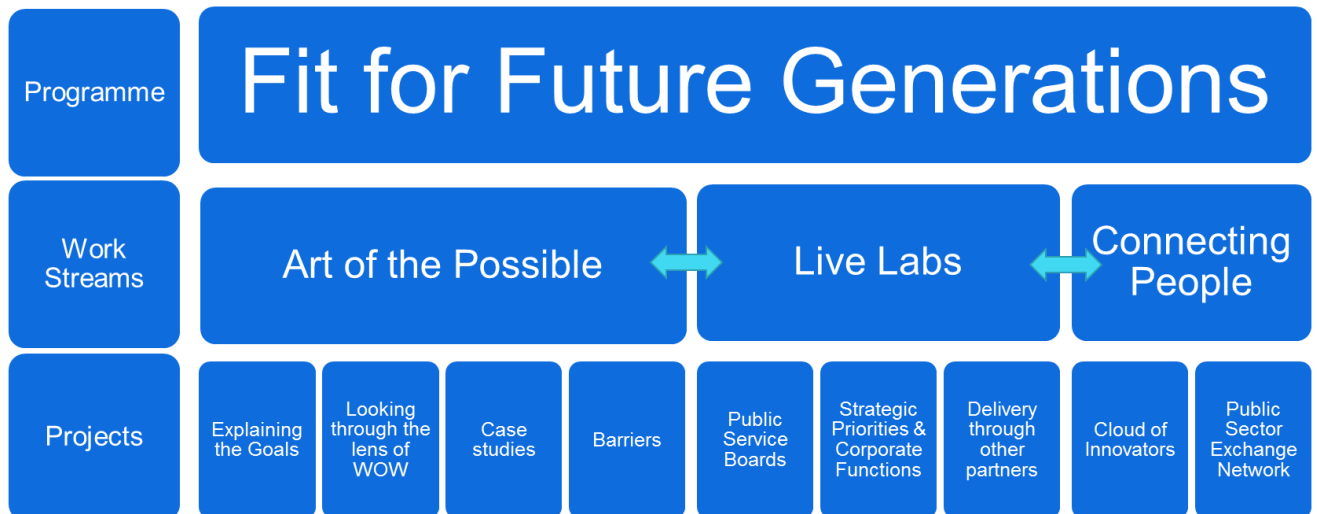 Programme
Fit for Future Generations
Work
Streams
Art of the Possible
Live Labs
Connecting
People
Projects
Explaining
the Goals
Looking
through the
lens of
WOW
Case
studies
Barriers
Public
Service
Boards
Strategic
Priorities &
Corporate
Functions
Delivery
through
other
partners
Cloud of
Innovators
Public
Sector
Exchange
Network